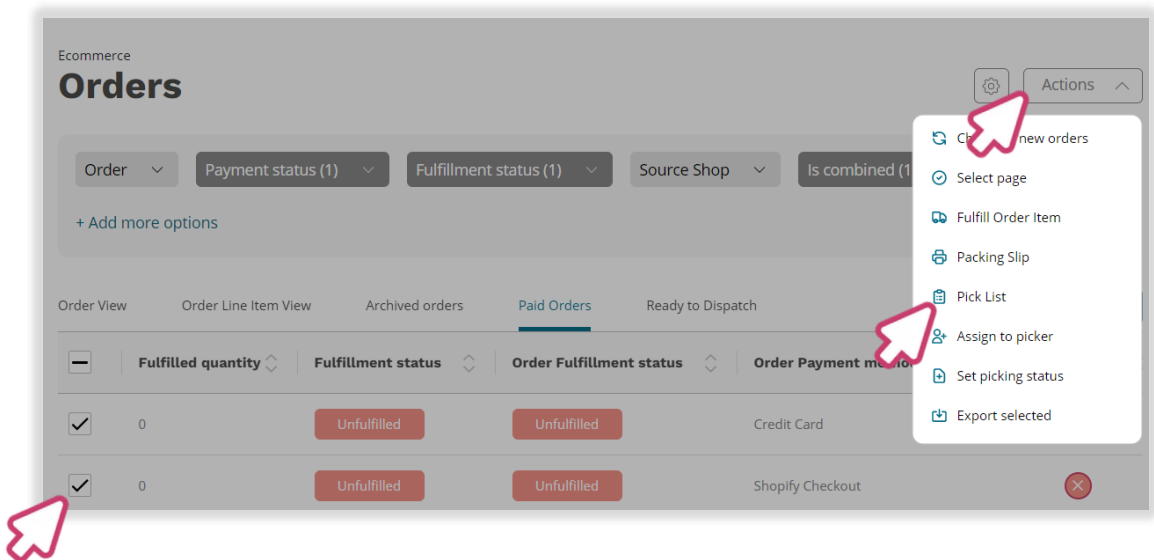 Ecommerce
Orders
Actions
Order
Payment status (1)
Fulfillment status (1)
Source Shop
Is combined (1
+ Add more options
new orders
Select page
Fulfill Order Item
Packing Slip
Pick List
Assign to picker
Set picking status
Export selected
Order View
Order Line Item View
Archived orders
Paid Orders
Ready to Dispatch
Fulfilled quantity
Fulfillment status
Order Fulfillment status
Order Payment
0
Unfulfilled
Unfulfilled
Credit Card
0
Unfulfilled
Unfulfilled
Shopify Checkout